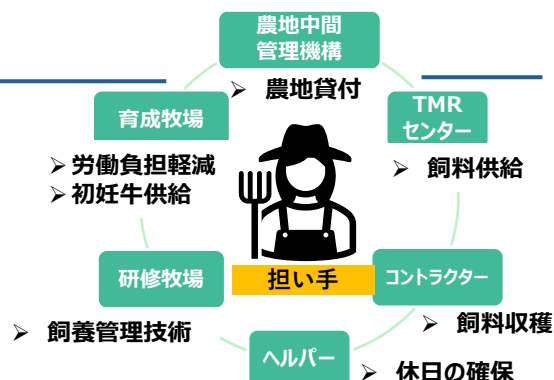 農地中間
管理機構
➢ 農地貸付
TMR
センター
➢ 飼料供給
コントラクター
➢ 飼料収穫
ヘルパー
➢ 休日の確保
研修牧場
➢ 飼養管理技術
育成牧場
➢労働負担軽減
➢初妊牛供給
担い手